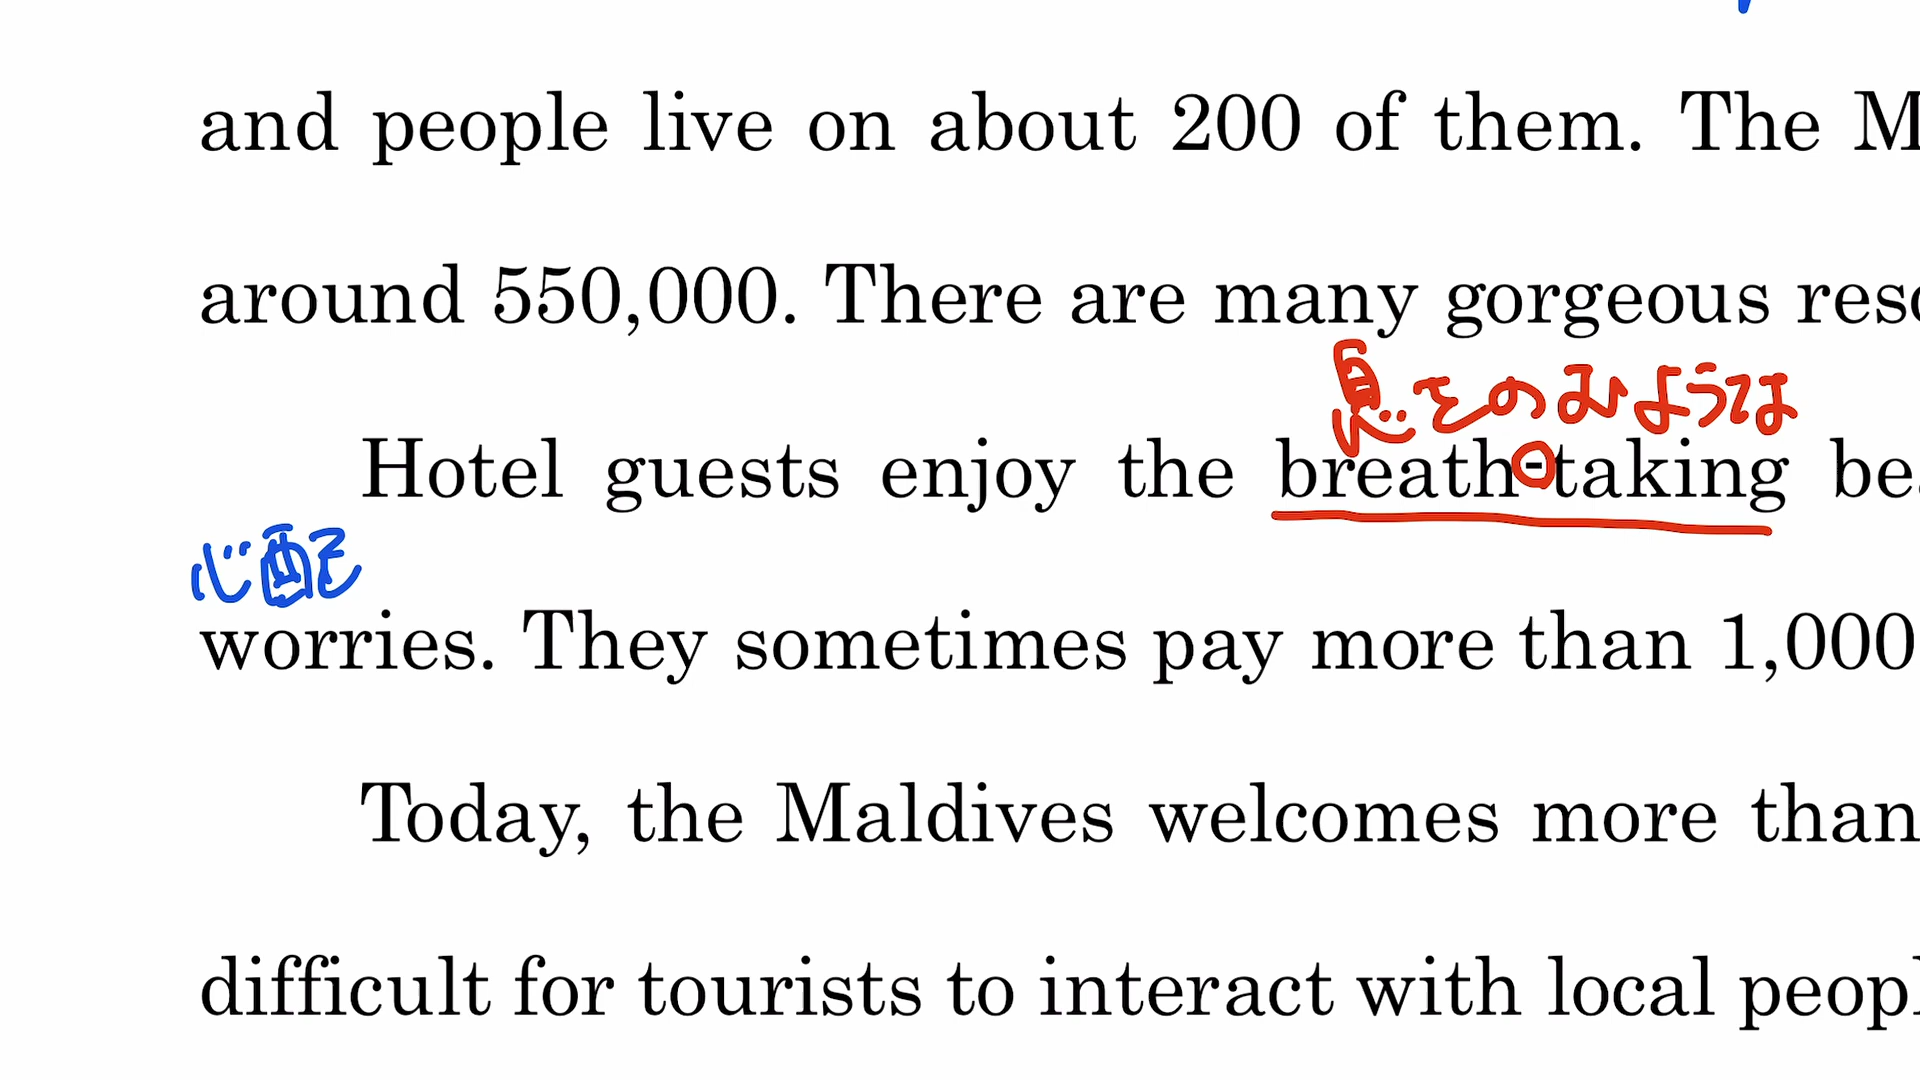 and people live on about 200 of them. The M
around 550,000. There are many gorgeous reso
息をのみような
Hotel guests enjoy the breath-taking be
心配
worries. They sometimes pay more than 1,000
Today, the Maldives welcomes more than
difficult for tourists to interact with local peopl